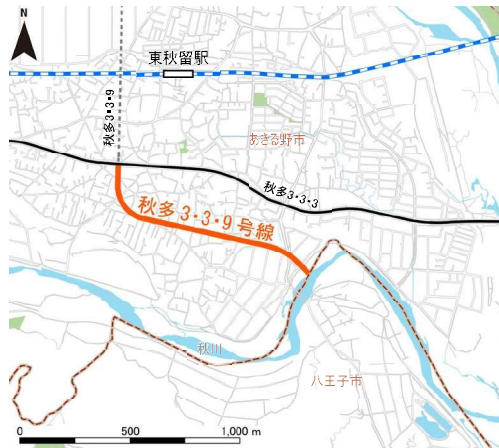 N
東秋留駅
秋多3・3・9
あきる野市
秋多3・3・3
秋多3・3・9号線
秋川
八王子市
0 500 1,000 m